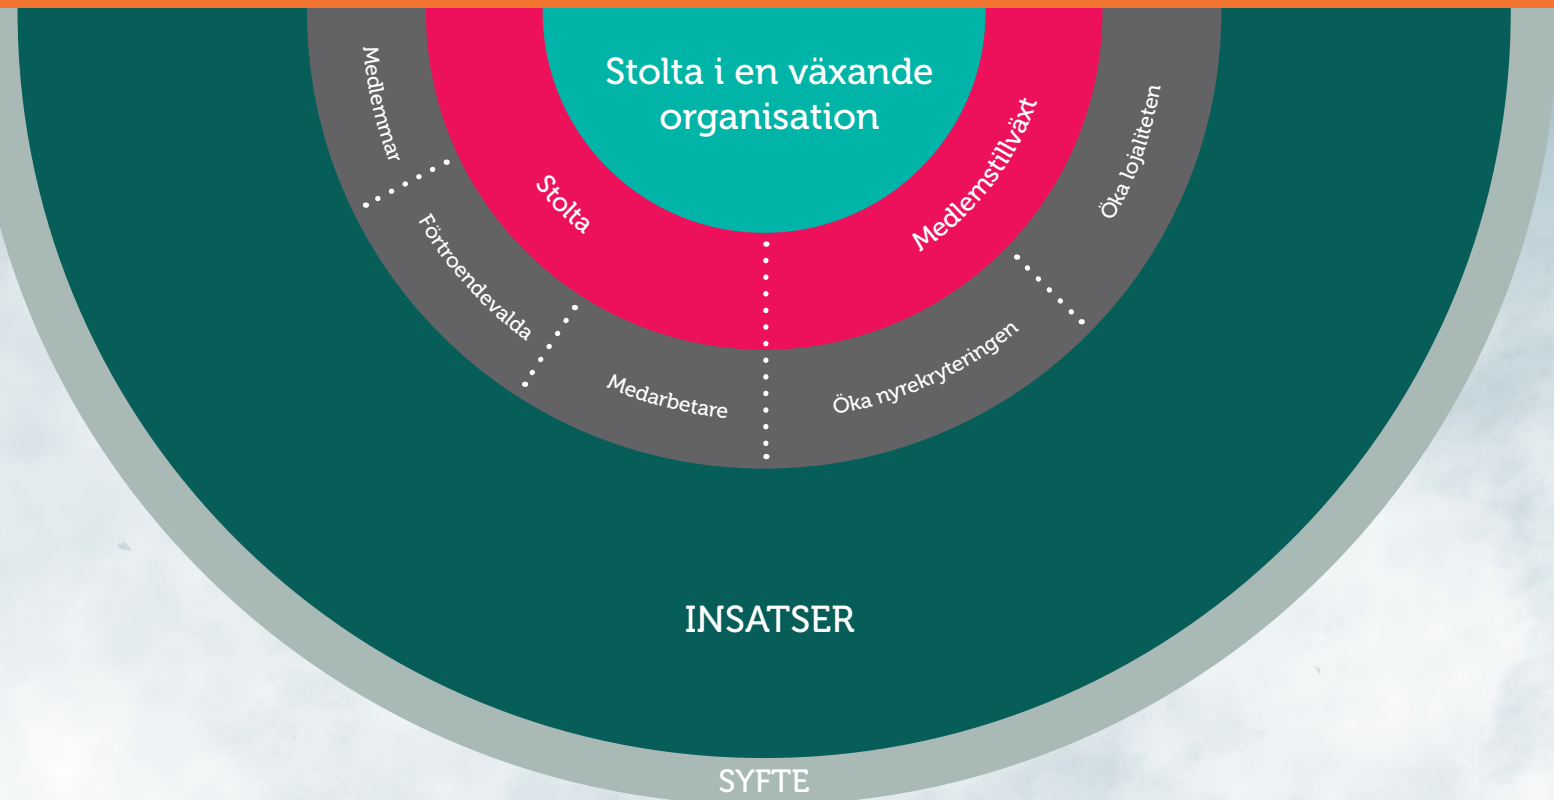 Stolta i en växande
organisation
Stolta
Medlemstillväxt
Medlemmar
Förtroendevalda
Medarbetare
Öka nyrekryteringen
Öka lojaliteten
INSATSER
SYFTE